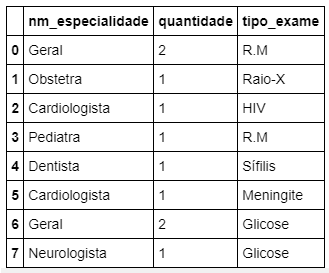 nm_especialidade quantidade tipo_exame
0 Geral 2 R.M
1 Obstetra 1 Raio-X
2 Cardiologista 1 HIV
3 Pediatra 1 R.M
4 Dentista 1 Sífilis
5 Cardiologista 1 Meningite
6 Geral 2 Glicose
7 Neurologista 1 Glicose